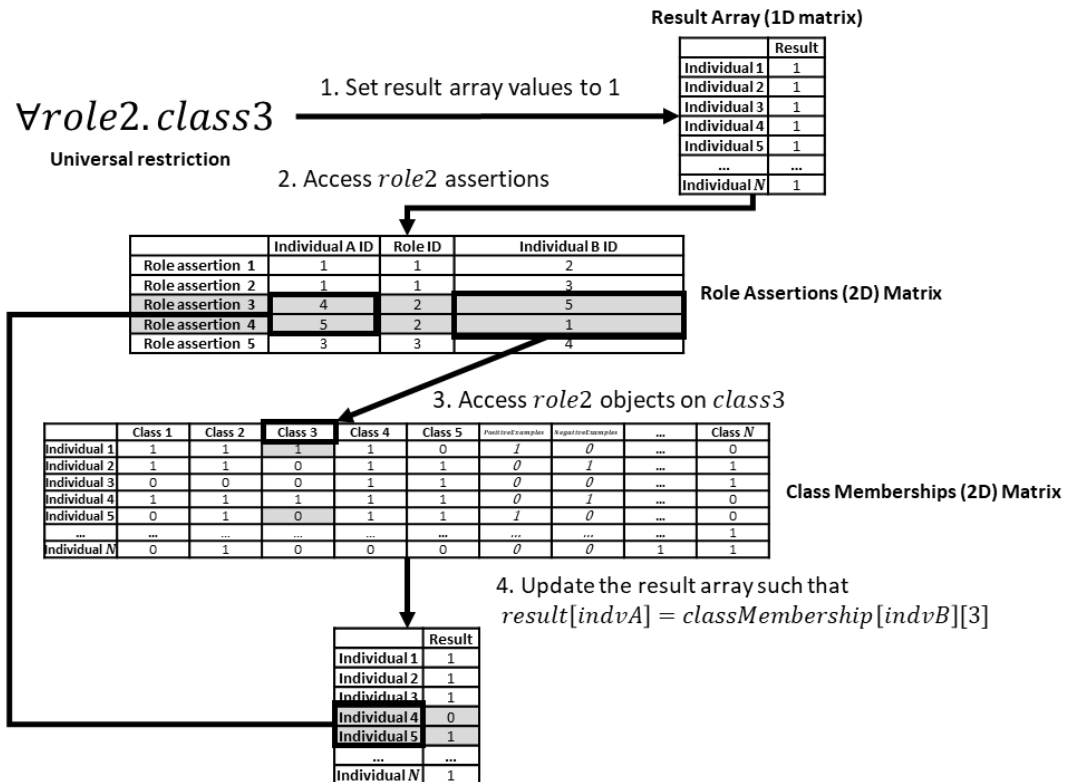 Result Array (1D matrix)
Result
Individual 1 1
Individual 2 1
Individual 3 1
Individual 4 1
Individual 5 1
... ...
Individual N 1
1. Set result array values to 1
∀role2.class3
Universal restriction
2. Access role2 assertions
Individual A ID Role ID Individual B ID
Role assertion 1 1 1 2
Role assertion 2 1 1 3
Role assertion 3 4 2 5
Role assertion 4 5 2 1
Role assertion 5 3 3 4
Role Assertions (2D) Matrix
3. Access role2 objects on class3
Class 1 Class 2 Class 3 Class 4 Class 5 PositiveExamples NegativeExamples ... Class N
Individual 1 1 1 1 1 0 1 0 ... 0
Individual 2 1 1 0 1 1 0 1 ... 1
Individual 3 0 0 0 1 1 0 0 ... 1
Individual 4 1 1 1 1 1 0 1 ... 0
Individual 5 0 1 0 1 1 1 0 ... 0
... ... ... ... ... ... ... ... ... 1
Individual N 0 1 0 0 0 0 0 1 1
Class Memberships (2D) Matrix
4. Update the result array such that
result[indvA] = classMembership[indvB][3]
Result
Individual 1 1
Individual 2 1
Individual 3 1
Individual 4 0
Individual 5 1
... ...
Individual N 1